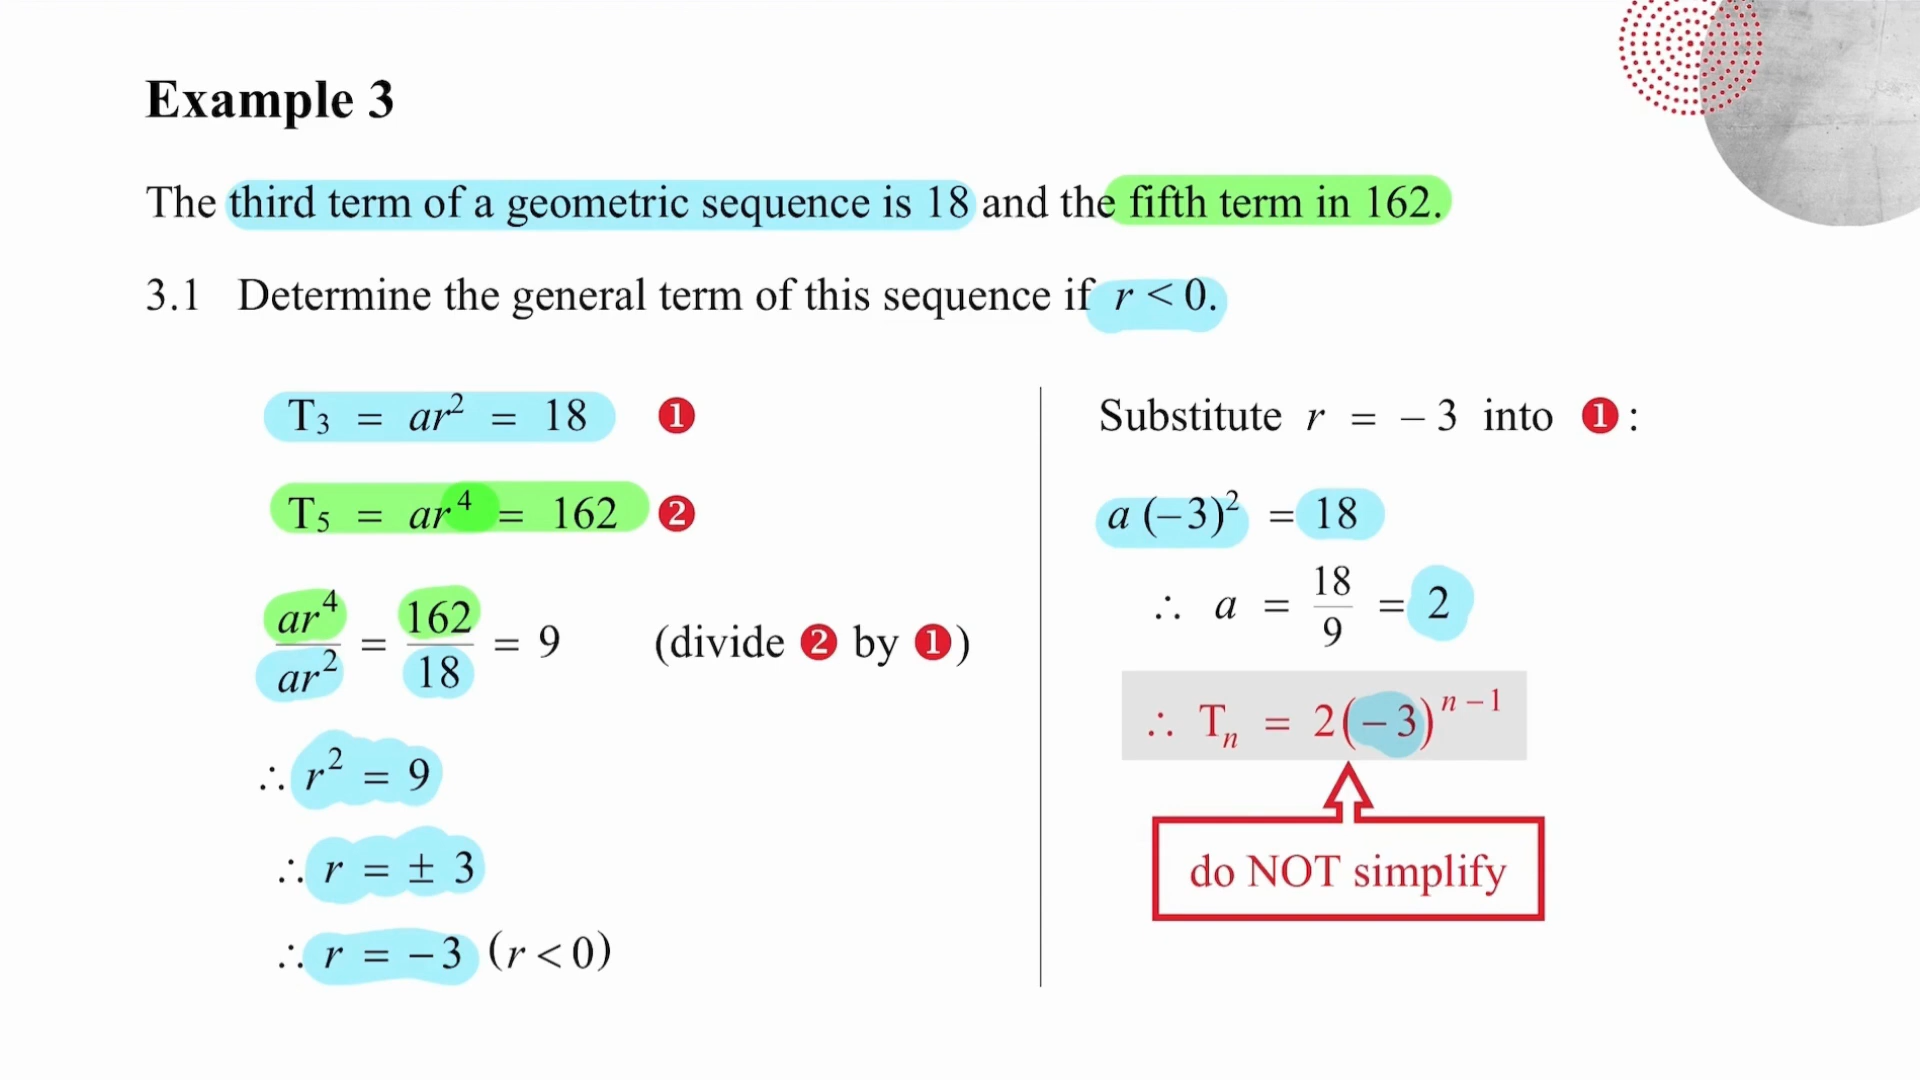 Example 3
The third term of a geometric sequence is 18 and the fifth term in 162.
3.1 Determine the general term of this sequence if r < 0.
T₃ = ar² = 18 ❶
T₅ = ar⁴ = 162 ❷
ar⁴/ar² = 162/18 = 9 (divide ❷ by ❶)
∴ r² = 9
∴ r = ± 3
∴ r = −3 (r < 0)
Substitute r = −3 into ❶ :
a (−3)² = 18
∴ a = 18/9 = 2
∴ Tₙ = 2(−3)ⁿ⁻¹
do NOT simplify